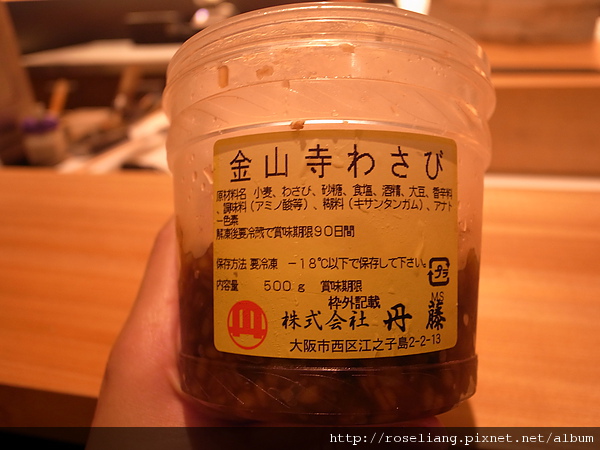 金山寺わさび
原材料名 小麦、わさび、砂糖、食塩、酒精、大豆、香辛料
、調味料(アミノ酸等)、糊料(キサンタンガム)、アナト
ー色素
解凍後要冷蔵で賞味期限90日間
保存方法 要冷凍 -18℃以下で保存して下さい。
内容量 500g 賞味期限
枠外記載
プラ
MS
山
株式会社 丹藤
大阪市西区江之子島2-2-13
http://roseliang.pixnet.net/album